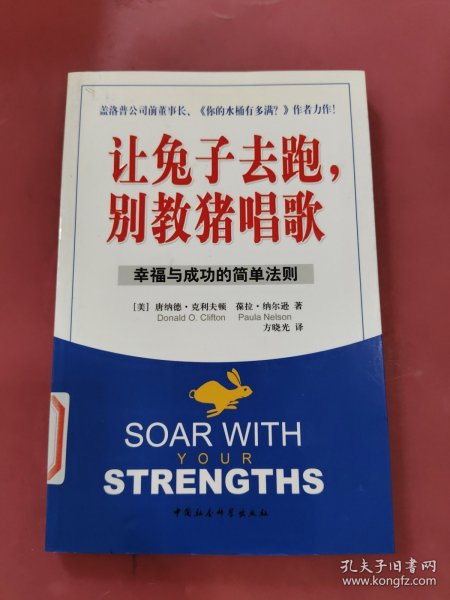 盖洛普公司前董事长、《你的水桶有多满？》作者力作！
让兔子去跑，
别教猪唱歌
幸福与成功的简单法则
［美］唐纳德·克利夫顿 葆拉·纳尔逊 著
Donald O. Clifton Paula Nelson
方晓光 译
SOAR WITH
YOUR
STRENGTHS
中国社会科学出版社
孔夫子旧书网
www.kongfz.com